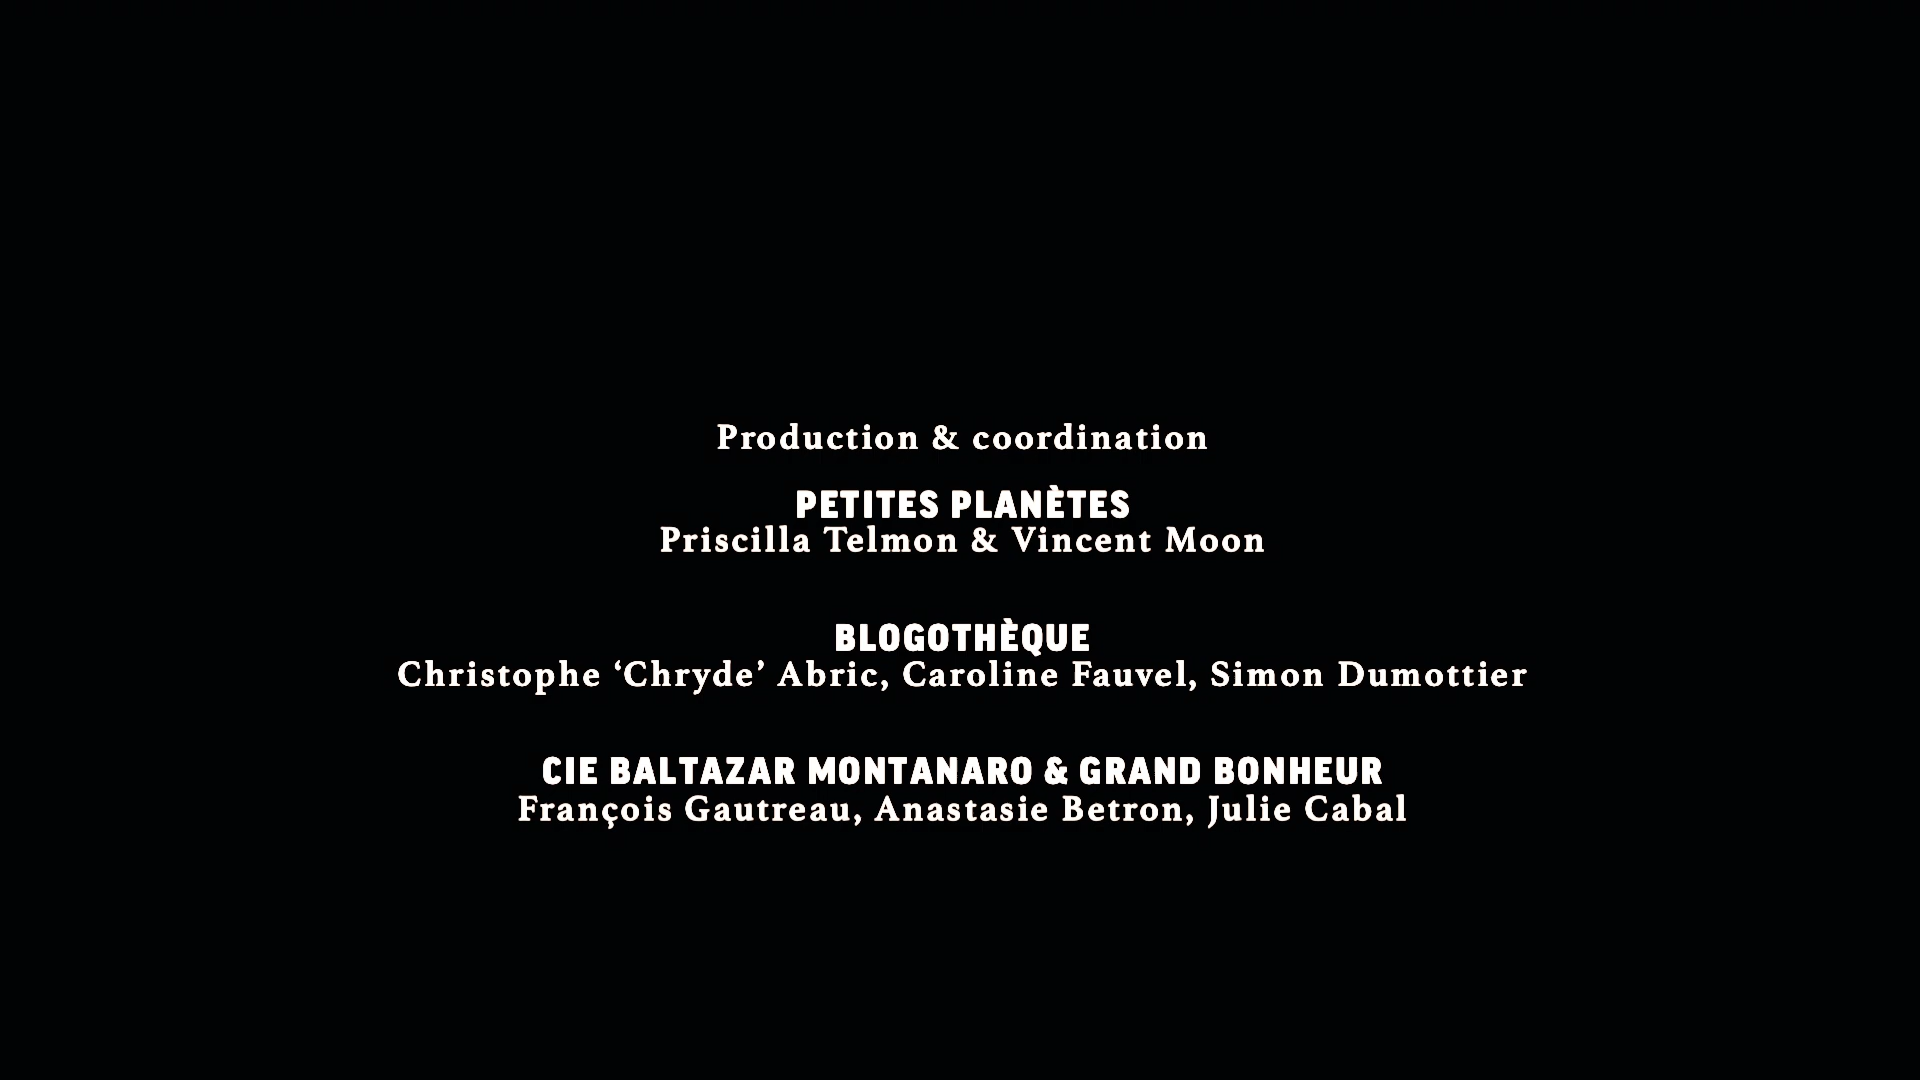 Production & coordination
PETITES PLANÈTES
Priscilla Telmon & Vincent Moon
BLOGOTHÈQUE
Christophe ‘Chryde’ Abric, Caroline Fauvel, Simon Dumottier
CIE BALTAZAR MONTANARO & GRAND BONHEUR
François Gautreau, Anastasie Betron, Julie Cabal